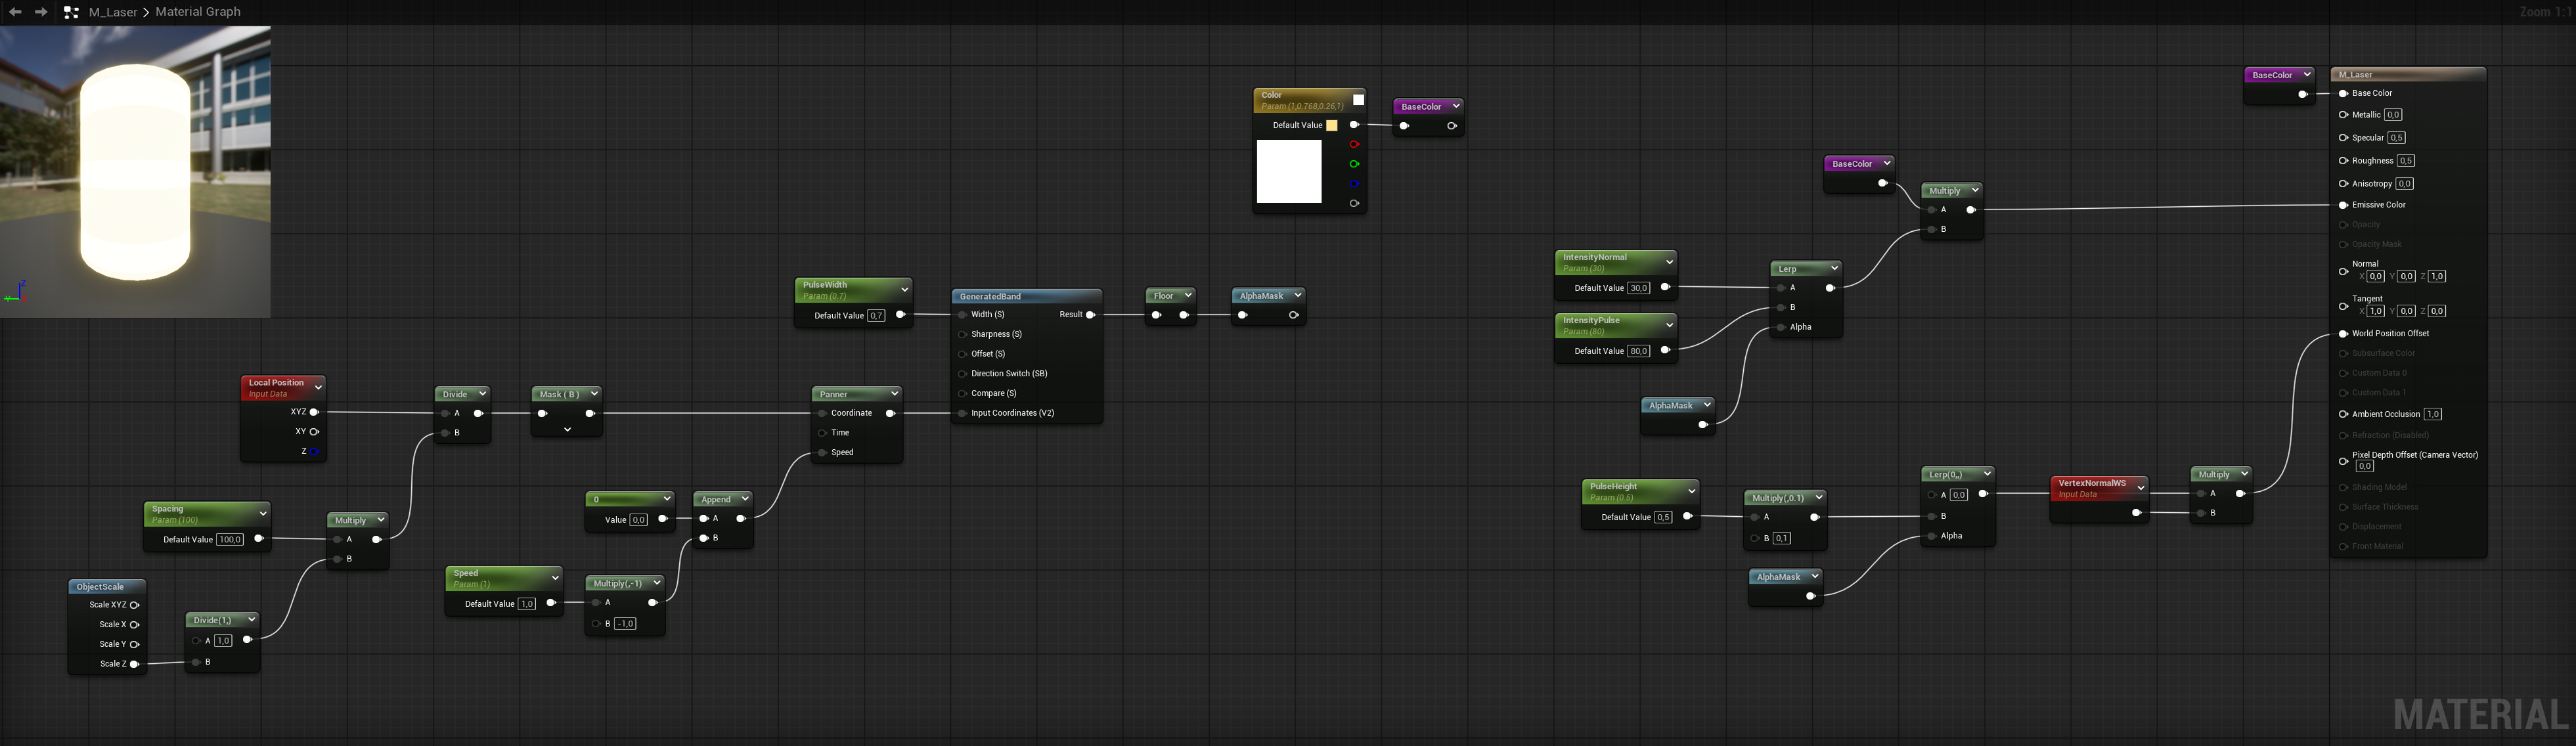 M_Laser > Material Graph
Zoom 1:1
Color
Param (1,0.768,0.26,1)
Default Value
BaseColor
BaseColor
M_Laser
Base Color
Metallic 0,0
Specular 0,5
Roughness 0,5
Anisotropy 0,0
Emissive Color
Opacity
Opacity Mask
Normal
X 0,0 Y 0,0 Z 1,0
Tangent
X 1,0 Y 0,0 Z 0,0
World Position Offset
Subsurface Color
Custom Data 0
Custom Data 1
Ambient Occlusion 1,0
Refraction (Disabled)
Pixel Depth Offset (Camera Vector)
0,0
Shading Model
Surface Thickness
Displacement
Front Material
BaseColor
Multiply
A
B
IntensityNormal
Param (30)
Default Value 30,0
IntensityPulse
Param (80)
Default Value 80,0
Lerp
A
B
Alpha
AlphaMask
PulseWidth
Param (0.7)
Default Value 0,7
GeneratedBand
Width (S) Result
Sharpness (S)
Offset (S)
Direction Switch (SB)
Compare (S)
Input Coordinates (V2)
Floor
AlphaMask
Local Position
Input Data
XYZ
XY
Z
Divide
A
B
Mask ( B )
Panner
Coordinate
Time
Speed
Spacing
Param (100)
Default Value 100,0
Multiply
A
B
ObjectScale
Scale XYZ
Scale X
Scale Y
Scale Z
Divide(1,)
A 1,0
B
0
Value 0,0
Append
A
B
Speed
Param (1)
Default Value 1,0
Multiply(,-1)
A
B -1,0
PulseHeight
Param (0.5)
Default Value 0,5
Multiply(,0.1)
A
B 0,1
AlphaMask
Lerp(0,,)
A 0,0
B
Alpha
VertexNormalWS
Input Data
Multiply
A
B
Z
Y
MATERIAL